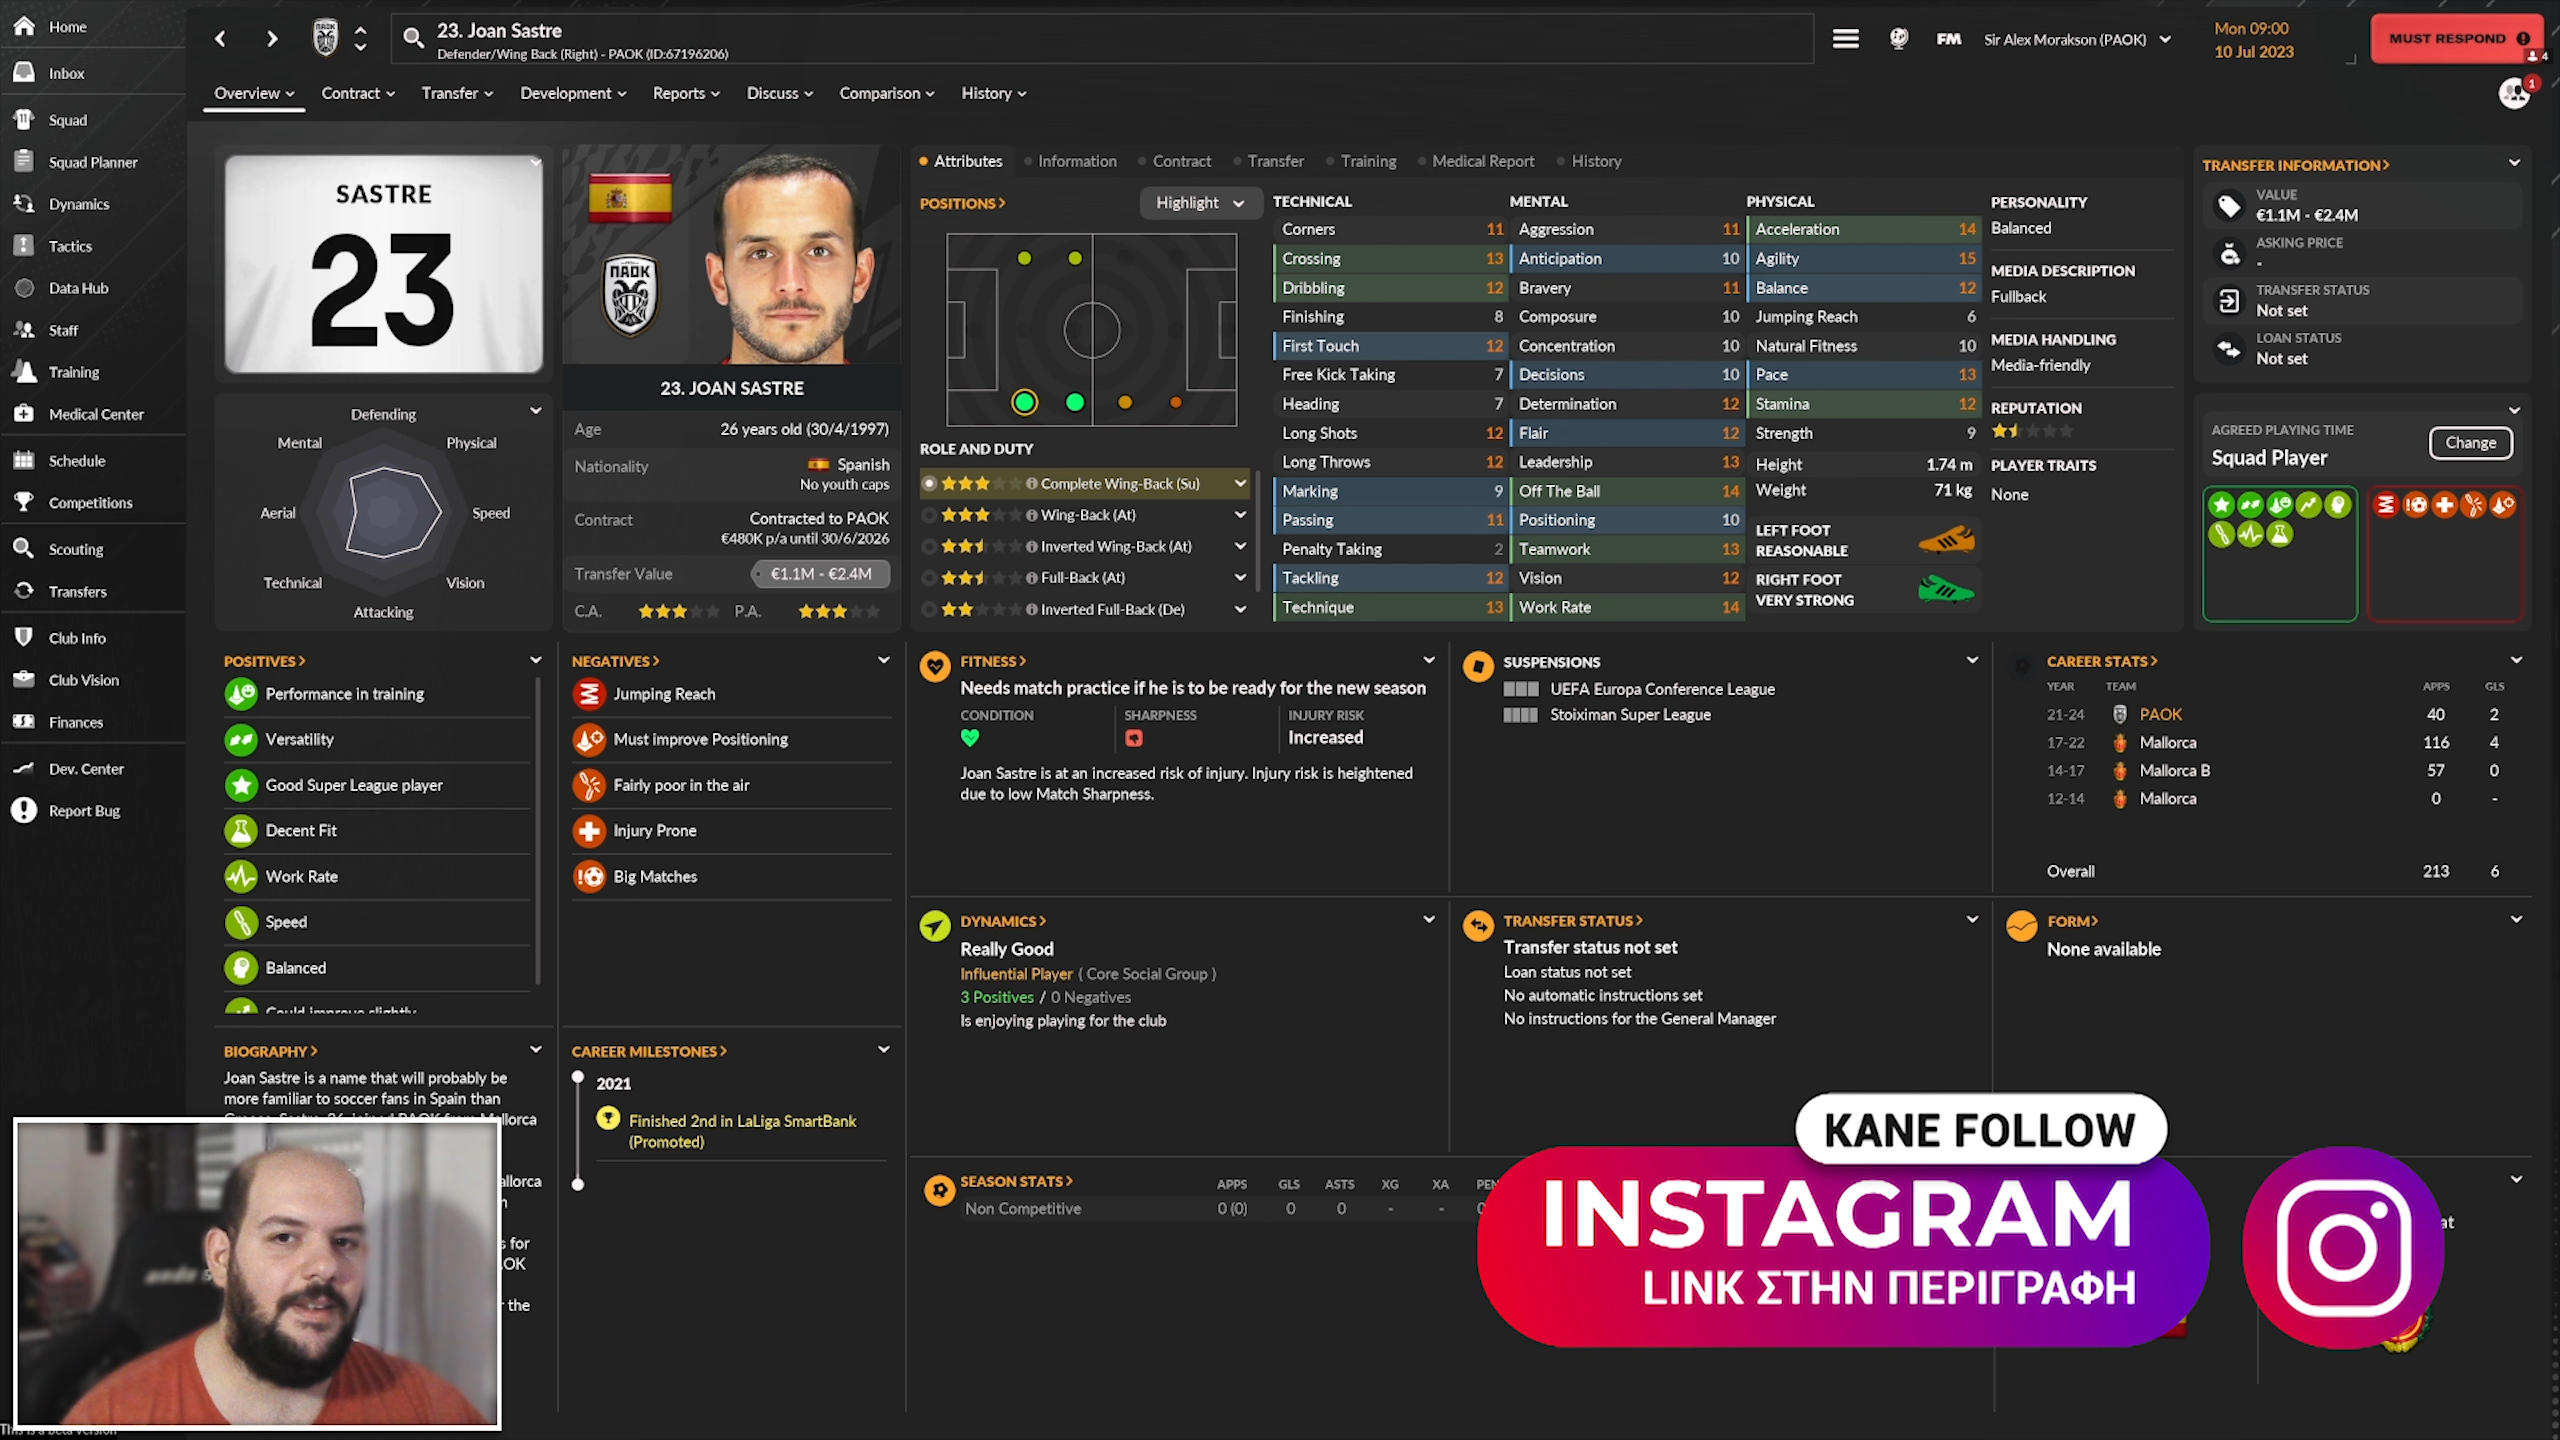 Home
Inbox
Squad
Squad Planner
Dynamics
Tactics
Data Hub
Staff
Training
Medical Center
Schedule
Competitions
Scouting
Transfers
Club Info
Club Vision
Finances
Dev. Center
Report Bug
23. Joan Sastre
Defender/Wing Back (Right) - PAOK (ID:67196206)
FM
Sir Alex Morakson (PAOK)
Mon 09:00
10 Jul 2023
MUST RESPOND
4
1
Overview
Contract
Transfer
Development
Reports
Discuss
Comparison
History
SASTRE
23
Defending
Physical
Speed
Vision
Attacking
Technical
Aerial
Mental
ΠΑΟΚ
23. JOAN SASTRE
Age 26 years old (30/4/1997)
Nationality Spanish
No youth caps
Contract Contracted to PAOK
€480K p/a until 30/6/2026
Transfer Value €1.1M - €2.4M
C.A. P.A.
Attributes Information Contract Transfer Training Medical Report History
POSITIONS>
Highlight
ROLE AND DUTY
Complete Wing-Back (Su)
Wing-Back (At)
Inverted Wing-Back (At)
Full-Back (At)
Inverted Full-Back (De)
TECHNICAL
Corners 11
Crossing 13
Dribbling 12
Finishing 8
First Touch 12
Free Kick Taking 7
Heading 7
Long Shots 12
Long Throws 12
Marking 9
Passing 11
Penalty Taking 2
Tackling 12
Technique 13
MENTAL
Aggression 11
Anticipation 10
Bravery 11
Composure 10
Concentration 10
Decisions 10
Determination 12
Flair 12
Leadership 13
Off The Ball 14
Positioning 10
Teamwork 13
Vision 12
Work Rate 14
PHYSICAL
Acceleration 14
Agility 15
Balance 12
Jumping Reach 6
Natural Fitness 10
Pace 13
Stamina 12
Strength 9
Height 1.74 m
Weight 71 kg
LEFT FOOT
REASONABLE
RIGHT FOOT
VERY STRONG
PERSONALITY
Balanced
MEDIA DESCRIPTION
Fullback
MEDIA HANDLING
Media-friendly
REPUTATION
PLAYER TRAITS
None
TRANSFER INFORMATION>
VALUE
€1.1M - €2.4M
ASKING PRICE
-
TRANSFER STATUS
Not set
LOAN STATUS
Not set
AGREED PLAYING TIME
Squad Player
Change
POSITIVES>
Performance in training
Versatility
Good Super League player
Decent Fit
Work Rate
Speed
Balanced
Could improve slightly
NEGATIVES>
Jumping Reach
Must improve Positioning
Fairly poor in the air
Injury Prone
Big Matches
FITNESS>
Needs match practice if he is to be ready for the new season
CONDITION SHARPNESS INJURY RISK
Increased
Joan Sastre is at an increased risk of injury. Injury risk is heightened
due to low Match Sharpness.
SUSPENSIONS
UEFA Europa Conference League
Stoiximan Super League
CAREER STATS>
YEAR TEAM APPS GLS
21-24 PAOK 40 2
17-22 Mallorca 116 4
14-17 Mallorca B 57 0
12-14 Mallorca 0 -
Overall 213 6
DYNAMICS>
Really Good
Influential Player ( Core Social Group )
3 Positives / 0 Negatives
Is enjoying playing for the club
TRANSFER STATUS>
Transfer status not set
Loan status not set
No automatic instructions set
No instructions for the General Manager
FORM>
None available
BIOGRAPHY>
Joan Sastre is a name that will probably be
more familiar to soccer fans in Spain than
CAREER MILESTONES>
2021
Finished 2nd in LaLiga SmartBank
(Promoted)
SEASON STATS>
APPS GLS ASTS XG XA PEN
Non Competitive 0 (0) 0 0 - -
KANE FOLLOW
INSTAGRAM
LINK ΣΤΗΝ ΠΕΡΙΓΡΑΦΗ